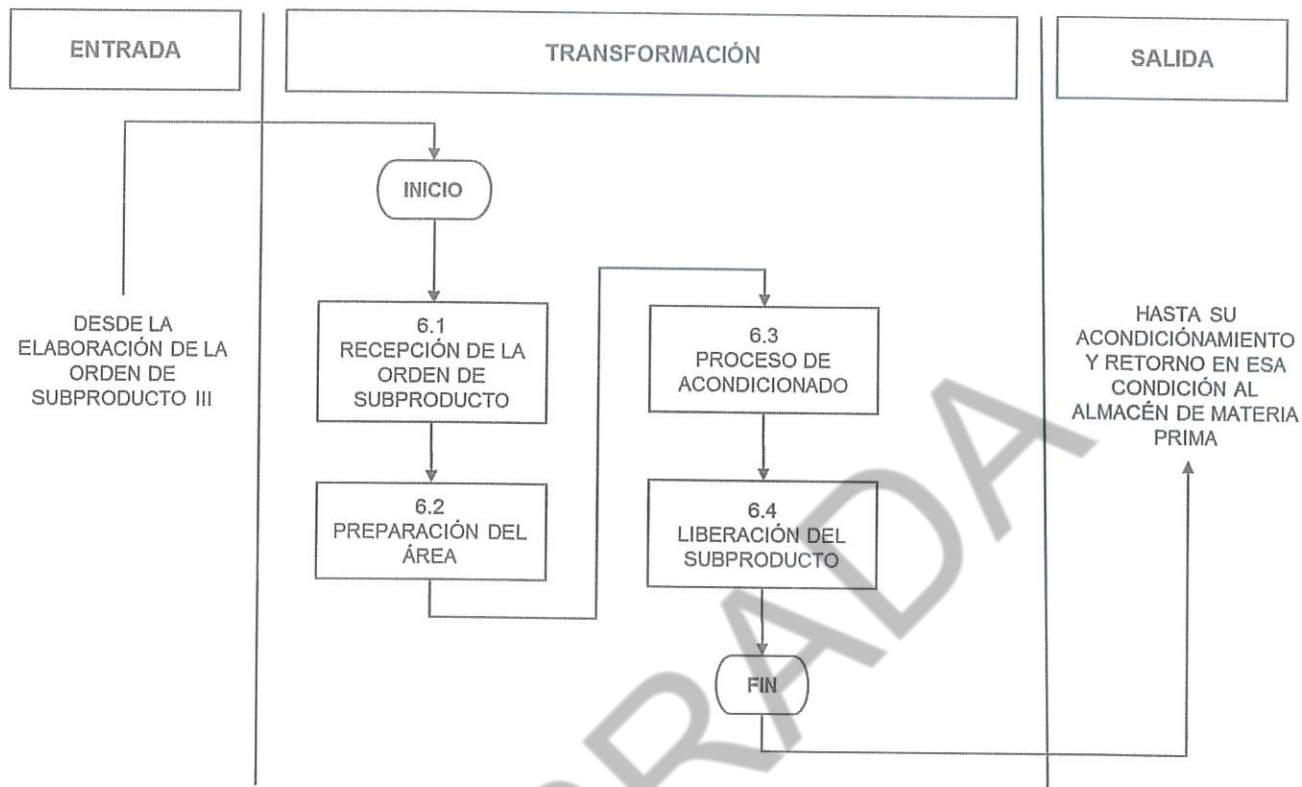 ENTRADA
TRANSFORMACIÓN
SALIDA
INICIO
DESDE LA
ELABORACIÓN DE LA
ORDEN DE
SUBPRODUCTO III
6.1
RECEPCIÓN DE LA
ORDEN DE
SUBPRODUCTO
6.2
PREPARACIÓN DEL
ÁREA
6.3
PROCESO DE
ACONDICIONADO
6.4
LIBERACIÓN DEL
SUBPRODUCTO
FIN
HASTA SU
ACONDICIÓNAMIENTO
Y RETORNO EN ESA
CONDICIÓN AL
ALMACÉN DE MATERIA
PRIMA
RADA